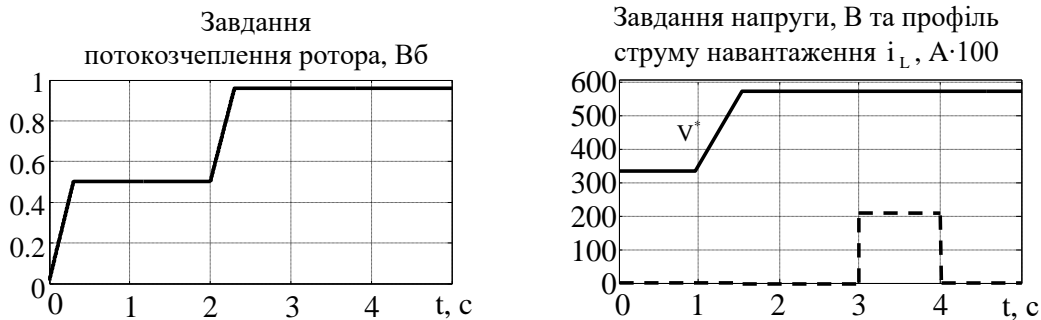 Завдання
потокозчеплення ротора, Вб
1
0.8
0.6
0.4
0.2
0
0 1 2 3 4 t, с
Завдання напруги, В та профіль
струму навантаження i L , А·100
600
500
V*
400
300
200
100
0
0 1 2 3 4 t, с